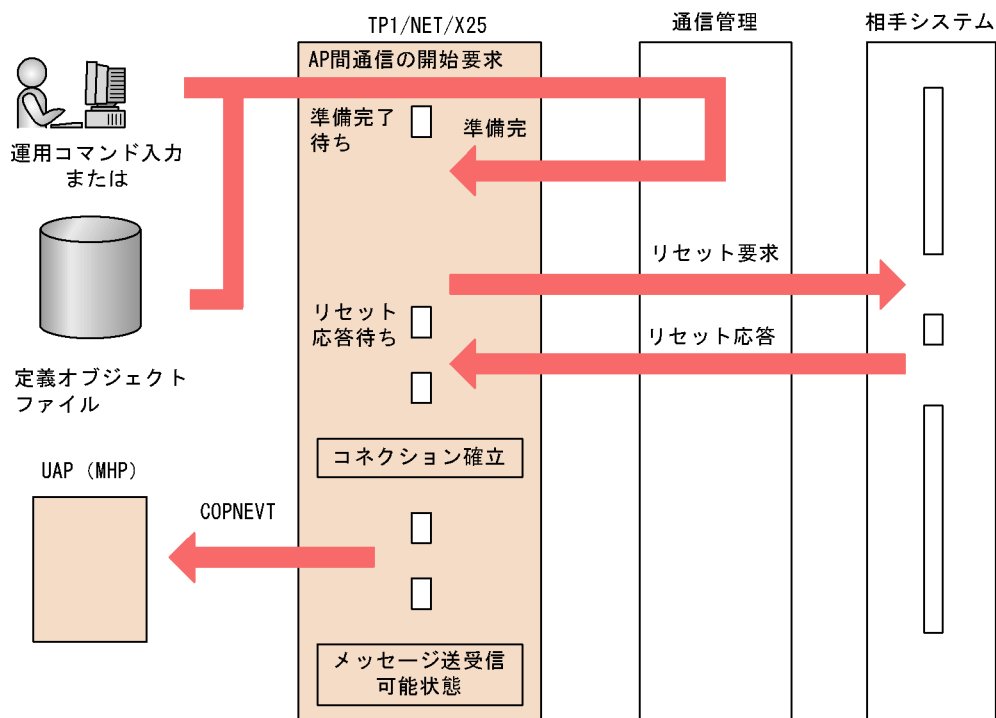 TP1/NET/X25
通信管理
相手システム
AP間通信の開始要求
準備完了
待ち
準備完
運用コマンド入力
または
リセット要求
リセット
応答待ち
リセット応答
定義オブジェクト
ファイル
コネクション確立
UAP（MHP）
COPNEVT
メッセージ送受信
可能状態